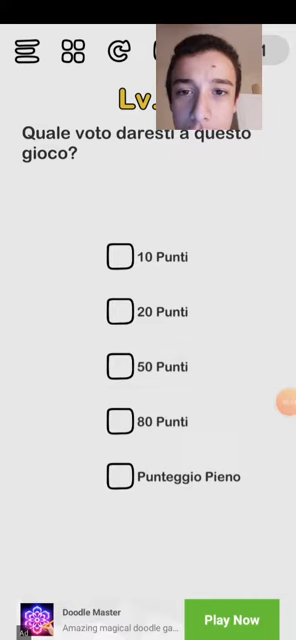 1
Lv.
Quale voto daresti a questo
gioco?
10 Punti
20 Punti
50 Punti
80 Punti
Punteggio Pieno
Doodle Master
Amazing magical doodle ga...
Ad
Play Now